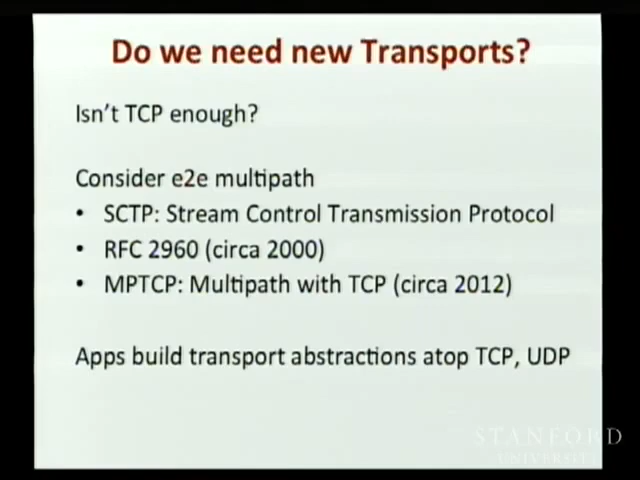 Do we need new Transports?
Isn't TCP enough?
Consider e2e multipath
• SCTP: Stream Control Transmission Protocol
• RFC 2960 (circa 2000)
• MPTCP: Multipath with TCP (circa 2012)
Apps build transport abstractions atop TCP, UDP
STANFORD
UNIVERSITY